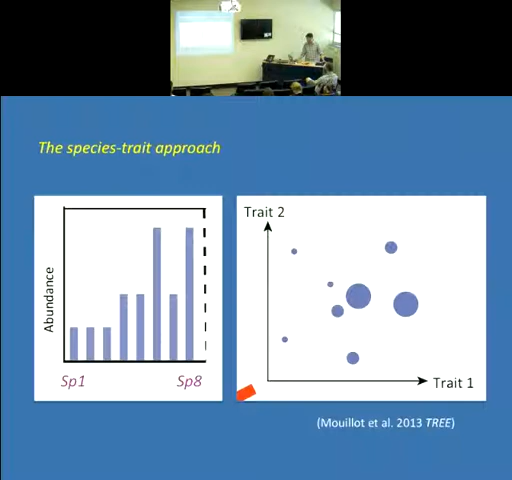 The species-trait approach
Abundance
Sp1
Sp8
Trait 2
Trait 1
(Mouillot et al. 2013 TREE)